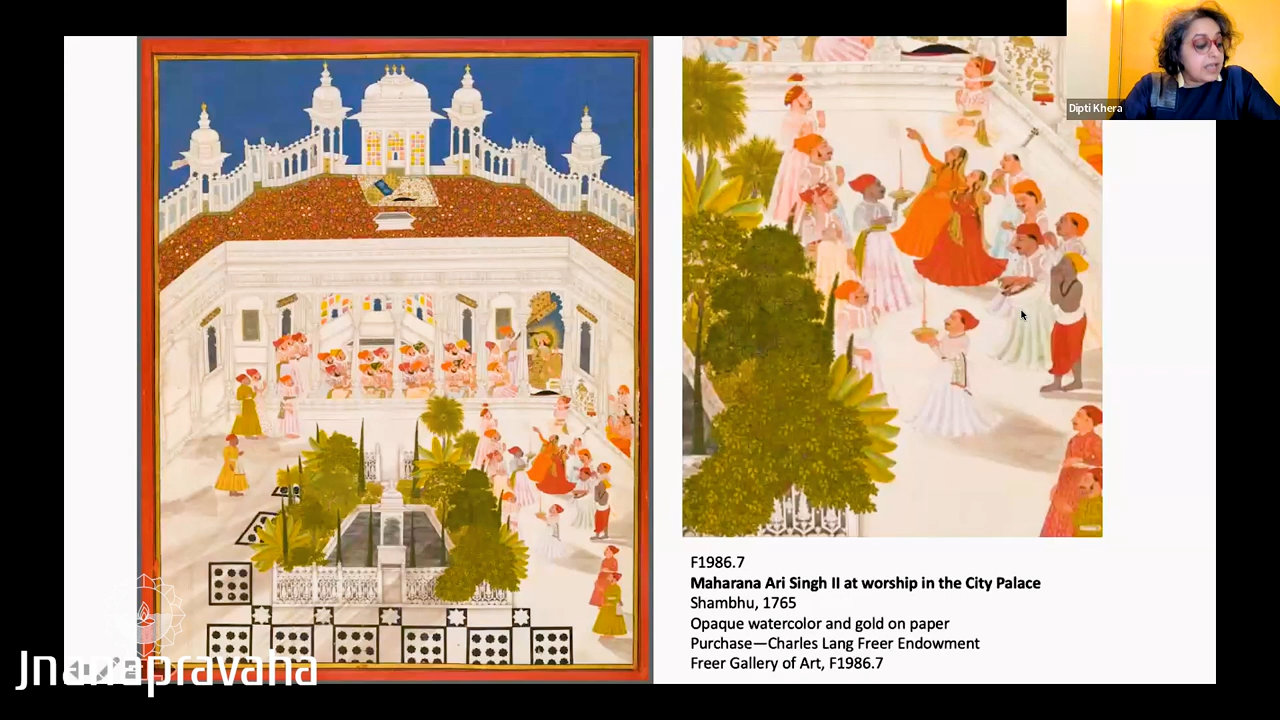 Dipti Khera
F1986.7
Maharana Ari Singh II at worship in the City Palace
Shambhu, 1765
Opaque watercolor and gold on paper
Purchase—Charles Lang Freer Endowment
Freer Gallery of Art, F1986.7
Jnanapravaha